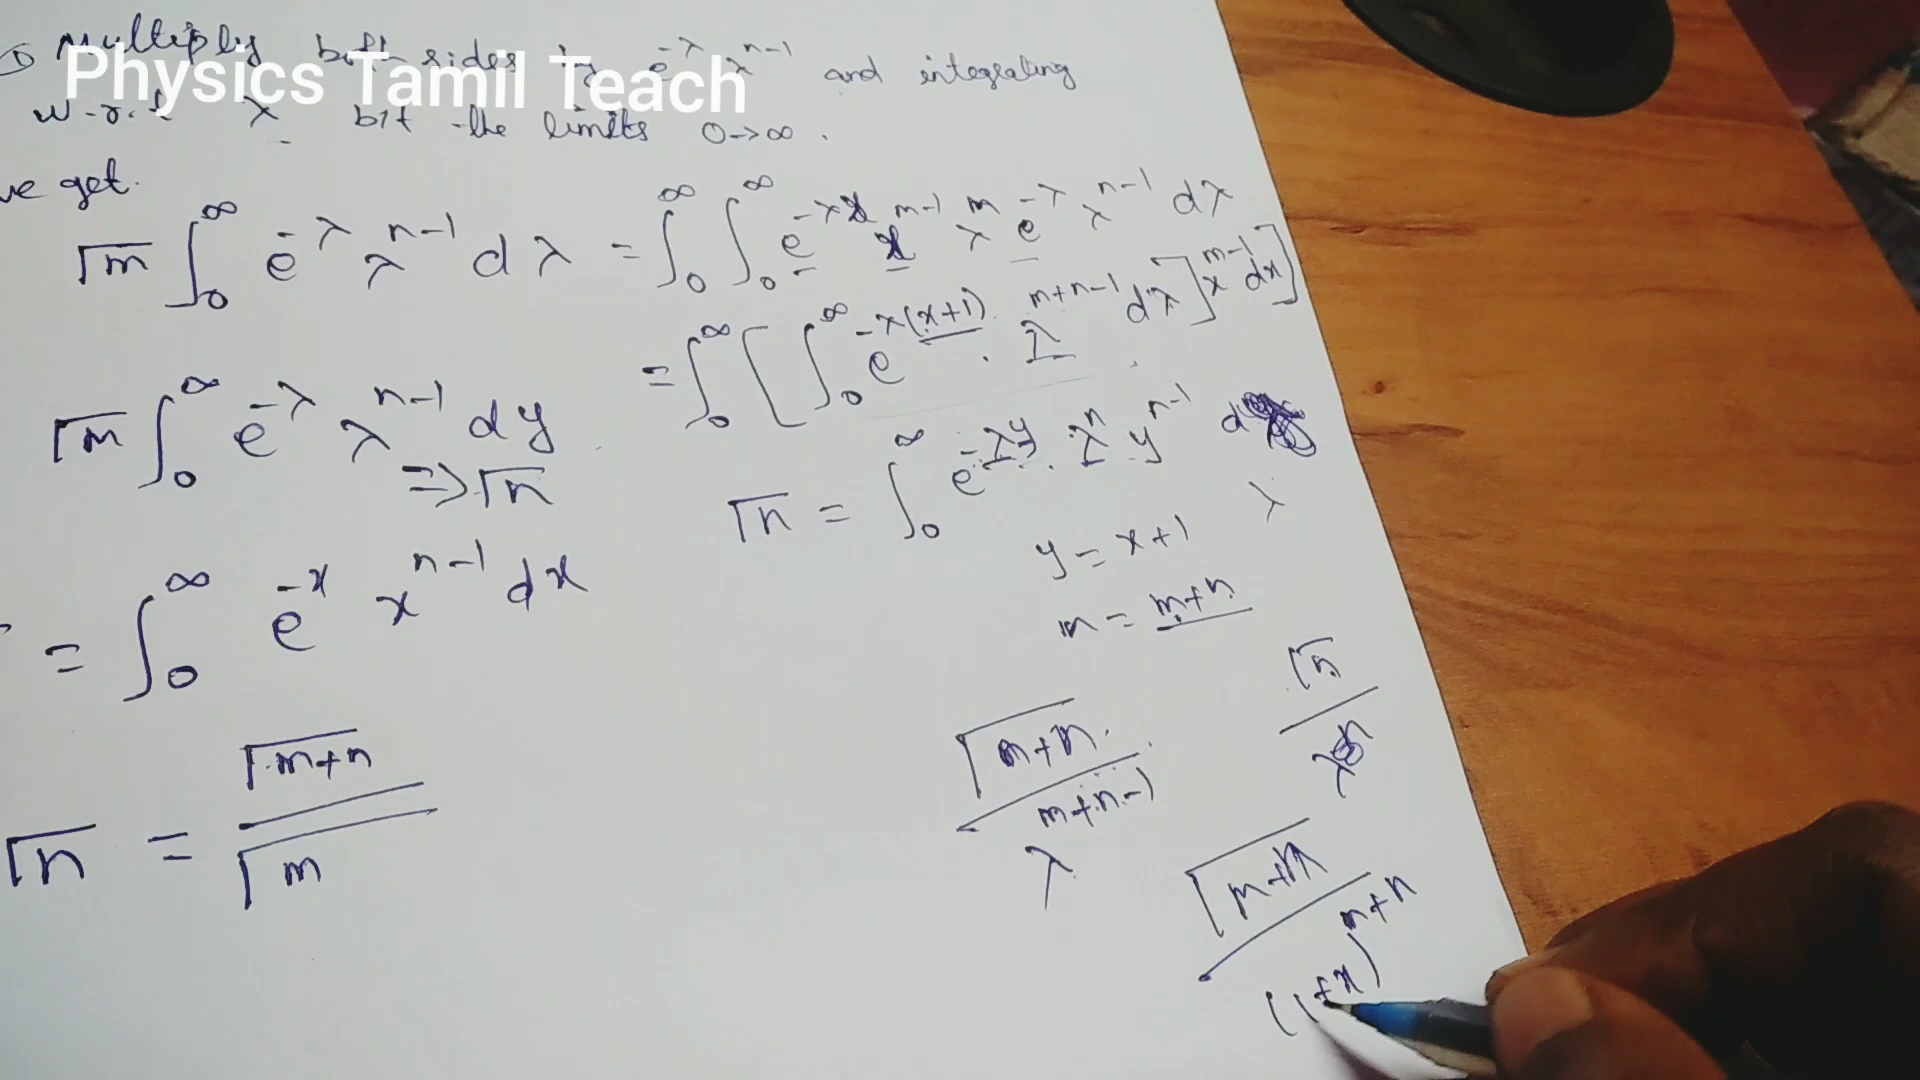 Physics Tamil Teach
① Multiply both sides by e^-λ λ^n-1 and integrating
w.r.t λ b/t the limits 0→∞.
we get.
Γm ∫₀^∞ e^-λ λ^n-1 dλ = ∫₀^∞ ∫₀^∞ e^-λx x^m-1 λ^m e^-λ λ^n-1 dλ
= ∫₀^∞ [ ∫₀^∞ e^-λ(x+1) . λ^m+n-1 dλ ] x^m-1 dx ]
Γm ∫₀^∞ e^-λ λ^n-1 dy
⇒ Γn
Γn = ∫₀^∞ e^-λy . λ^n y^n-1 d
λ
y = x+1
n = m+n
= ∫₀^∞ e^-x x^n-1 dx
Γn
λ^n
Γm+n
λ^m+n-1
Γn = Γm+n
Γm
Γm+n
(1+x)^m+n